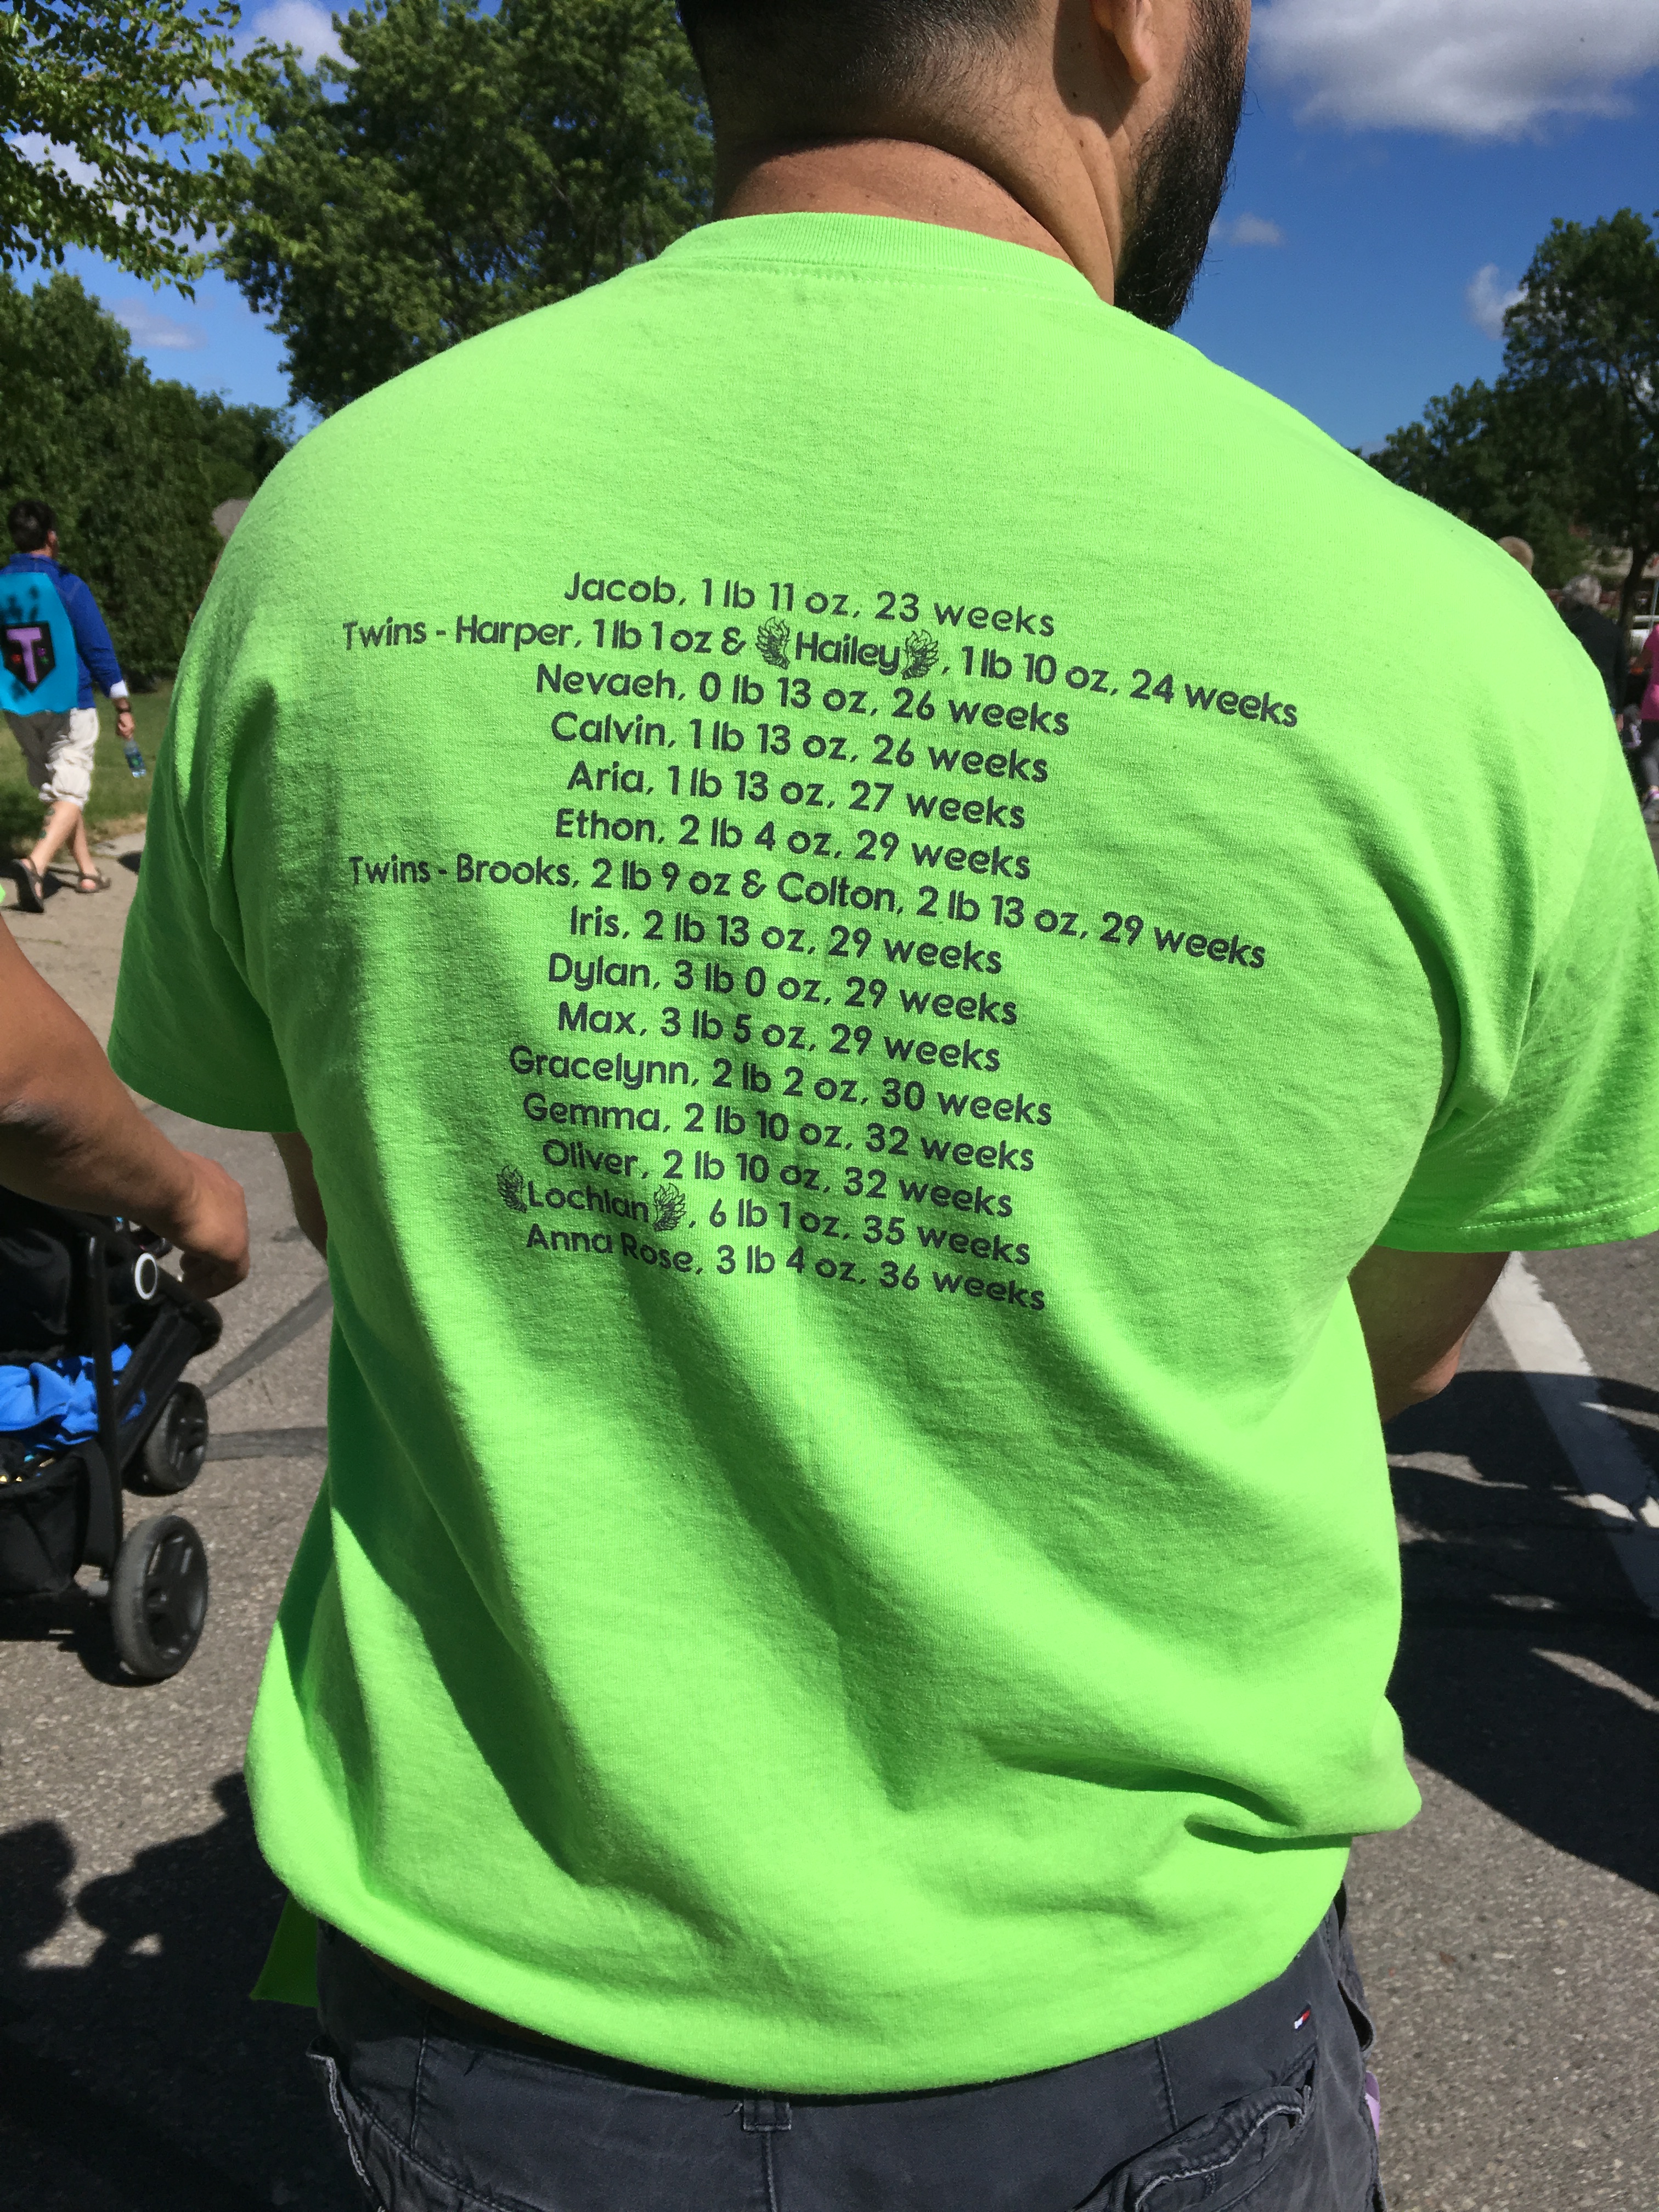 Jacob, 1 lb 11 oz, 23 weeks
Twins - Harper, 1 lb 1 oz & Hailey, 1 lb 10 oz, 24 weeks
Nevaeh, 0 lb 13 oz, 26 weeks
Calvin, 1 lb 13 oz, 26 weeks
Aria, 1 lb 13 oz, 27 weeks
Ethon, 2 lb 4 oz, 29 weeks
Twins - Brooks, 2 lb 9 oz & Colton, 2 lb 13 oz, 29 weeks
Iris, 2 lb 13 oz, 29 weeks
Dylan, 3 lb 0 oz, 29 weeks
Max, 3 lb 5 oz, 29 weeks
Gracelynn, 2 lb 2 oz, 30 weeks
Gemma, 2 lb 10 oz, 32 weeks
Oliver, 2 lb 10 oz, 32 weeks
Lochlan, 6 lb 1 oz, 35 weeks
Anna Rose, 3 lb 4 oz, 36 weeks
T